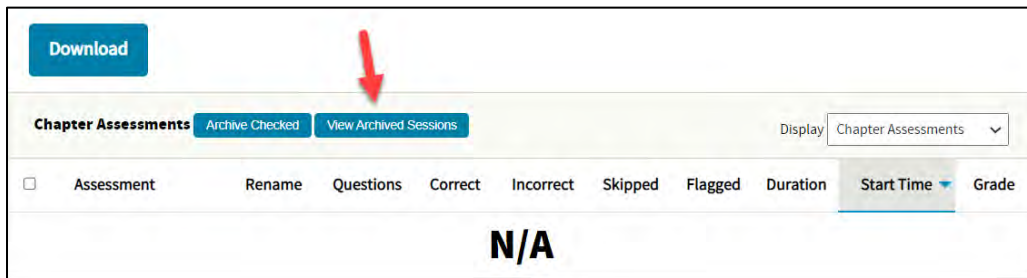 Download
Chapter Assessments Archive Checked View Archived Sessions Display Chapter Assessments
Assessment Rename Questions Correct Incorrect Skipped Flagged Duration Start Time Grade
N/A